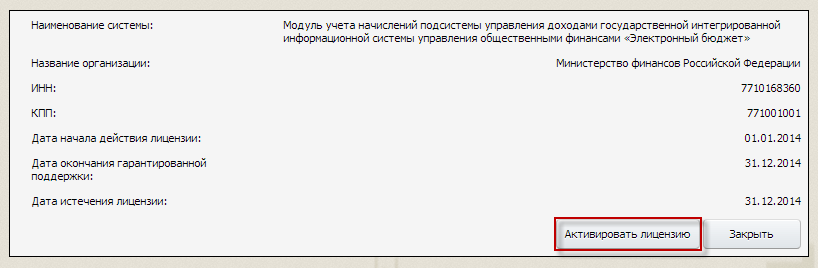 Наименование системы: Модуль учета начислений подсистемы управления доходами государственной интегрированной
информационной системы управления общественными финансами «Электронный бюджет»
Название организации: Министерство финансов Российской Федерации
ИНН: 7710168360
КПП: 771001001
Дата начала действия лицензии: 01.01.2014
Дата окончания гарантированной 31.12.2014
поддержки:
Дата истечения лицензии: 31.12.2014
Активировать лицензию Закрыть